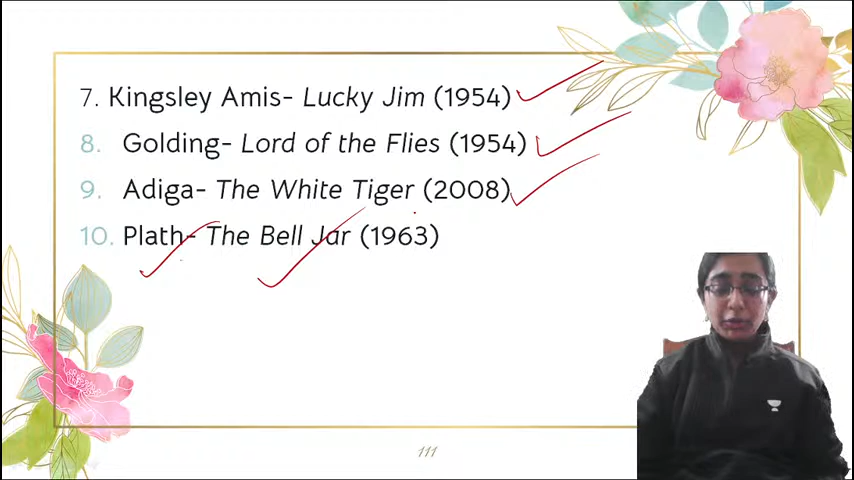 7. Kingsley Amis- Lucky Jim (1954)
8. Golding- Lord of the Flies (1954)
9. Adiga- The White Tiger (2008)
10. Plath- The Bell Jar (1963)
111